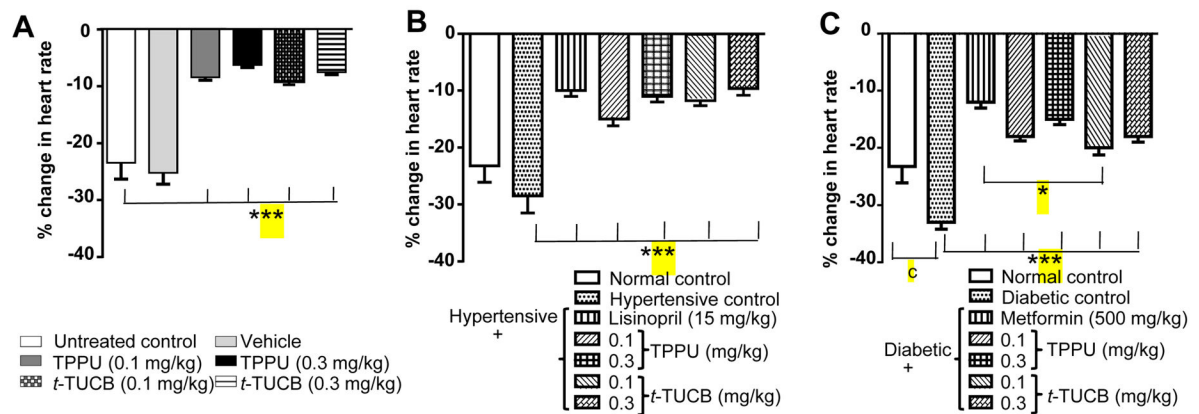 A
% change in heart rate
0
-10
-20
-30
-40
***
Untreated control
Vehicle
TPPU (0.1 mg/kg)
TPPU (0.3 mg/kg)
t-TUCB (0.1 mg/kg)
t-TUCB (0.3 mg/kg)
B
% change in heart rate
0
-10
-20
-30
-40
***
Normal control
Hypertensive control
Hypertensive
+
Lisinopril (15 mg/kg)
0.1
0.3
TPPU (mg/kg)
0.1
0.3
t-TUCB (mg/kg)
C
% change in heart rate
0
-10
-20
-30
-40
*
***
c
Normal control
Diabetic control
Diabetic
+
Metformin (500 mg/kg)
0.1
0.3
TPPU (mg/kg)
0.1
0.3
t-TUCB (mg/kg)